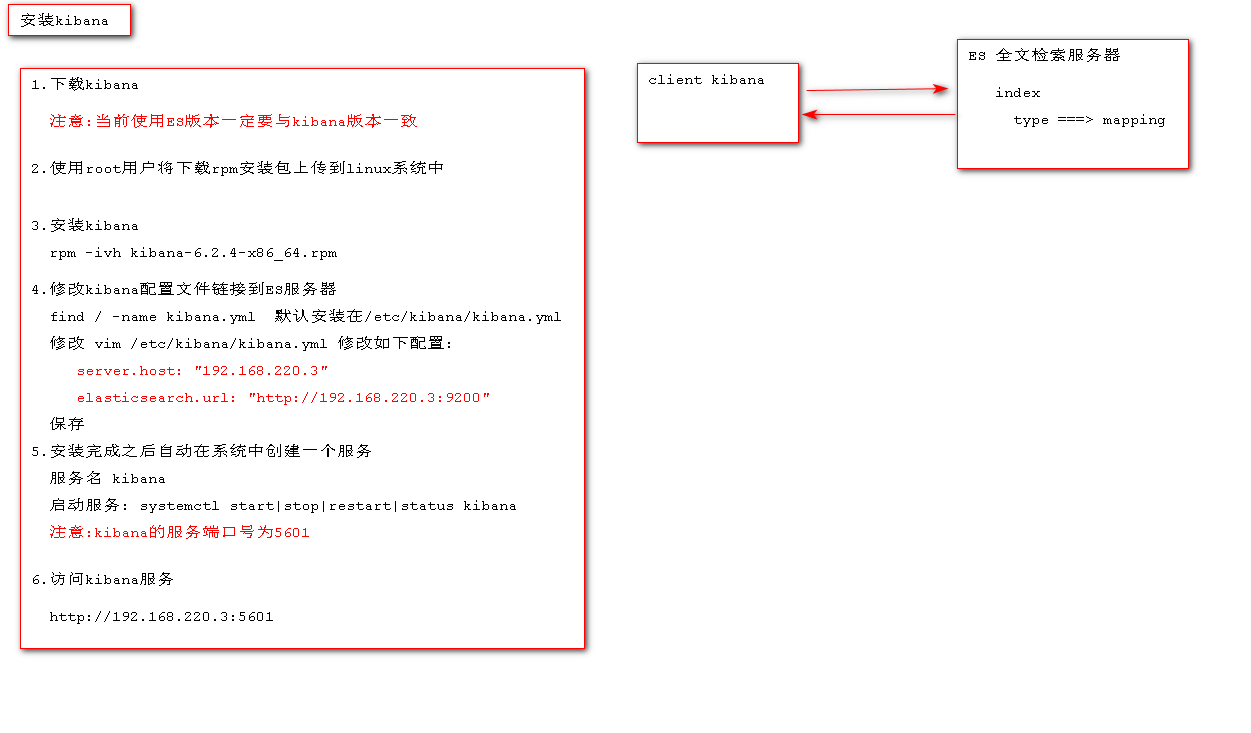 安装kibana
1.下载kibana
注意:当前使用ES版本一定要与kibana版本一致
2.使用root用户将下载rpm安装包上传到linux系统中
3.安装kibana
rpm -ivh kibana-6.2.4-x86_64.rpm
4.修改kibana配置文件链接到ES服务器
find / -name kibana.yml  默认安装在/etc/kibana/kibana.yml
修改 vim /etc/kibana/kibana.yml 修改如下配置:
server.host: "192.168.220.3"
elasticsearch.url: "http://192.168.220.3:9200"
保存
5.安装完成之后自动在系统中创建一个服务
服务名 kibana
启动服务: systemctl start|stop|restart|status kibana
注意:kibana的服务端口号为5601
6.访问kibana服务
http://192.168.220.3:5601
client kibana
ES 全文检索服务器
index
type ===> mapping